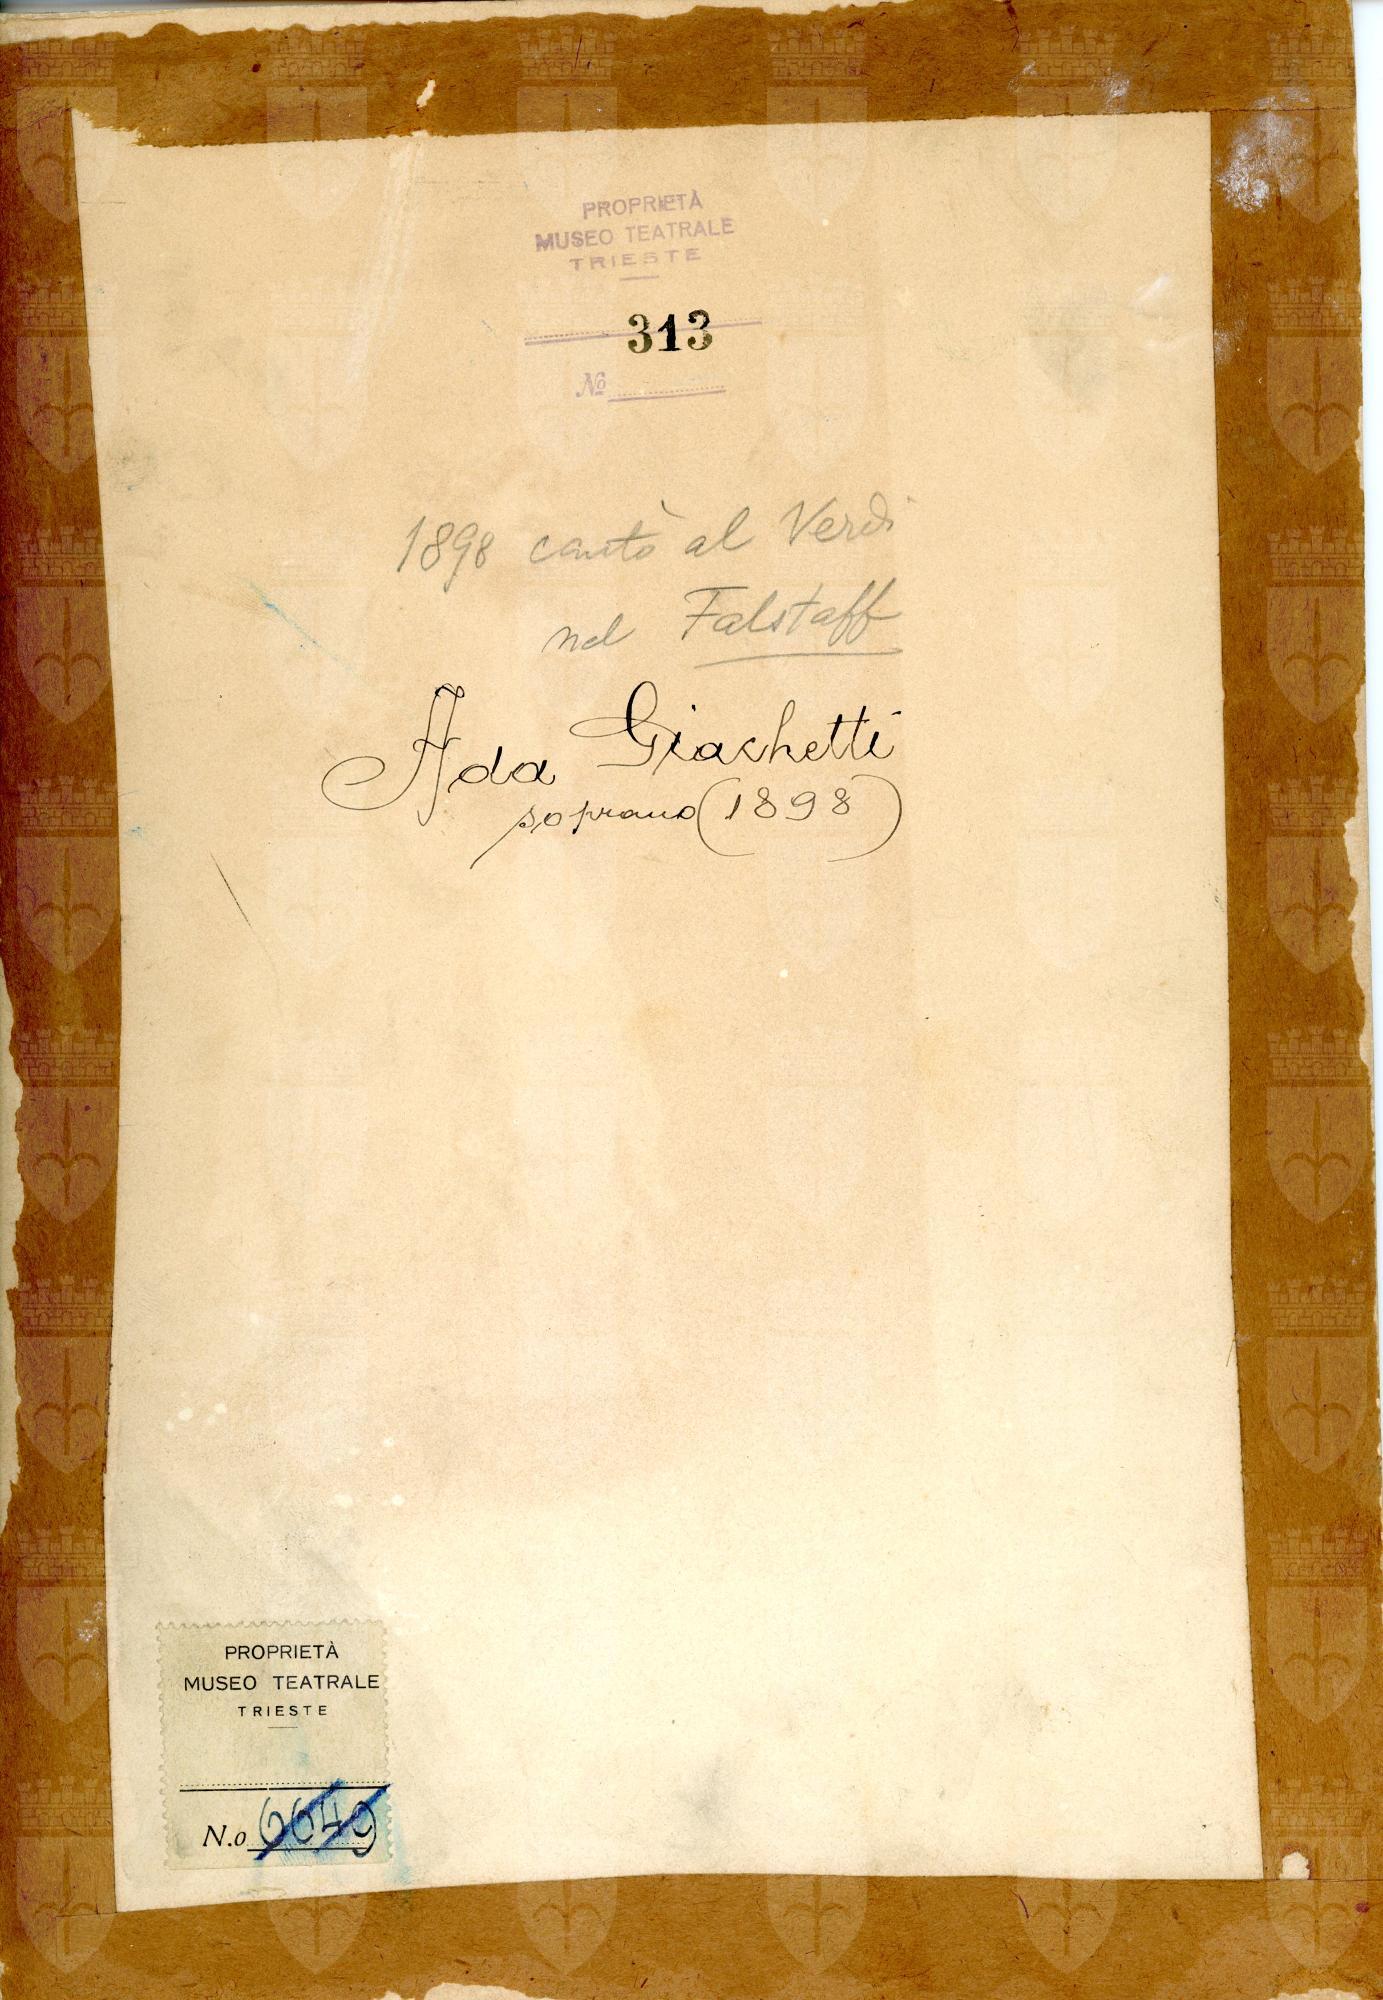 PROPRIETÀ
MUSEO TEATRALE
TRIESTE
313
No
1898 cantò al Verdi
nel Falstaff
Ada Giachetti
soprano (1898)
PROPRIETÀ
MUSEO TEATRALE
TRIESTE
N.o 6649